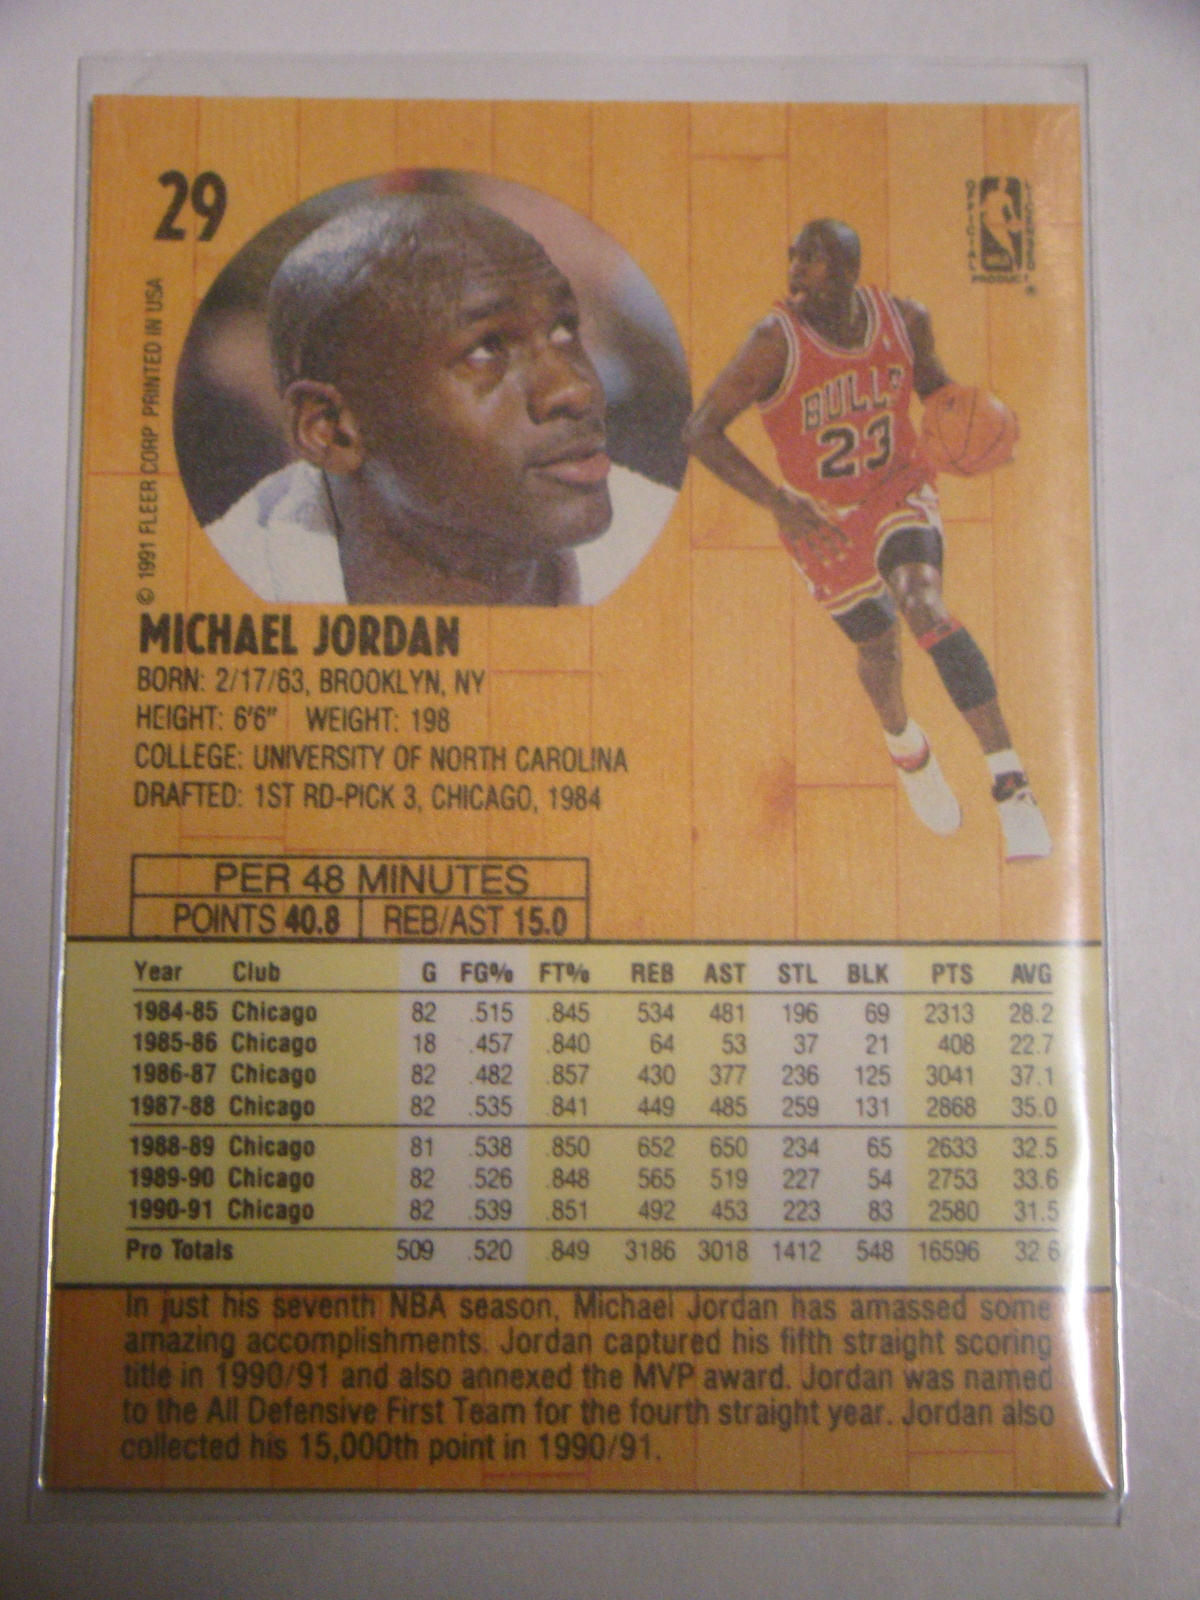 29
OFFICIAL LICENSED PRODUCT
© 1991 FLEER CORP PRINTED IN USA
BULLS
23
MICHAEL JORDAN
BORN: 2/17/63, BROOKLYN, NY
HEIGHT: 6'6" WEIGHT: 198
COLLEGE: UNIVERSITY OF NORTH CAROLINA
DRAFTED: 1ST RD-PICK 3, CHICAGO, 1984
PER 48 MINUTES
POINTS 40.8 REB/AST 15.0
Year Club G FG% FT% REB AST STL BLK PTS AVG
1984-85 Chicago 82 .515 .845 534 481 196 69 2313 28.2
1985-86 Chicago 18 .457 .840 64 53 37 21 408 22.7
1986-87 Chicago 82 .482 .857 430 377 236 125 3041 37.1
1987-88 Chicago 82 .535 .841 449 485 259 131 2868 35.0
1988-89 Chicago 81 .538 .850 652 650 234 65 2633 32.5
1989-90 Chicago 82 .526 .848 565 519 227 54 2753 33.6
1990-91 Chicago 82 .539 .851 492 453 223 83 2580 31.5
Pro Totals 509 .520 .849 3186 3018 1412 548 16596 32.6
In just his seventh NBA season, Michael Jordan has amassed some
amazing accomplishments. Jordan captured his fifth straight scoring
title in 1990/91 and also annexed the MVP award. Jordan was named
to the All Defensive First Team for the fourth straight year. Jordan also
collected his 15,000th point in 1990/91.